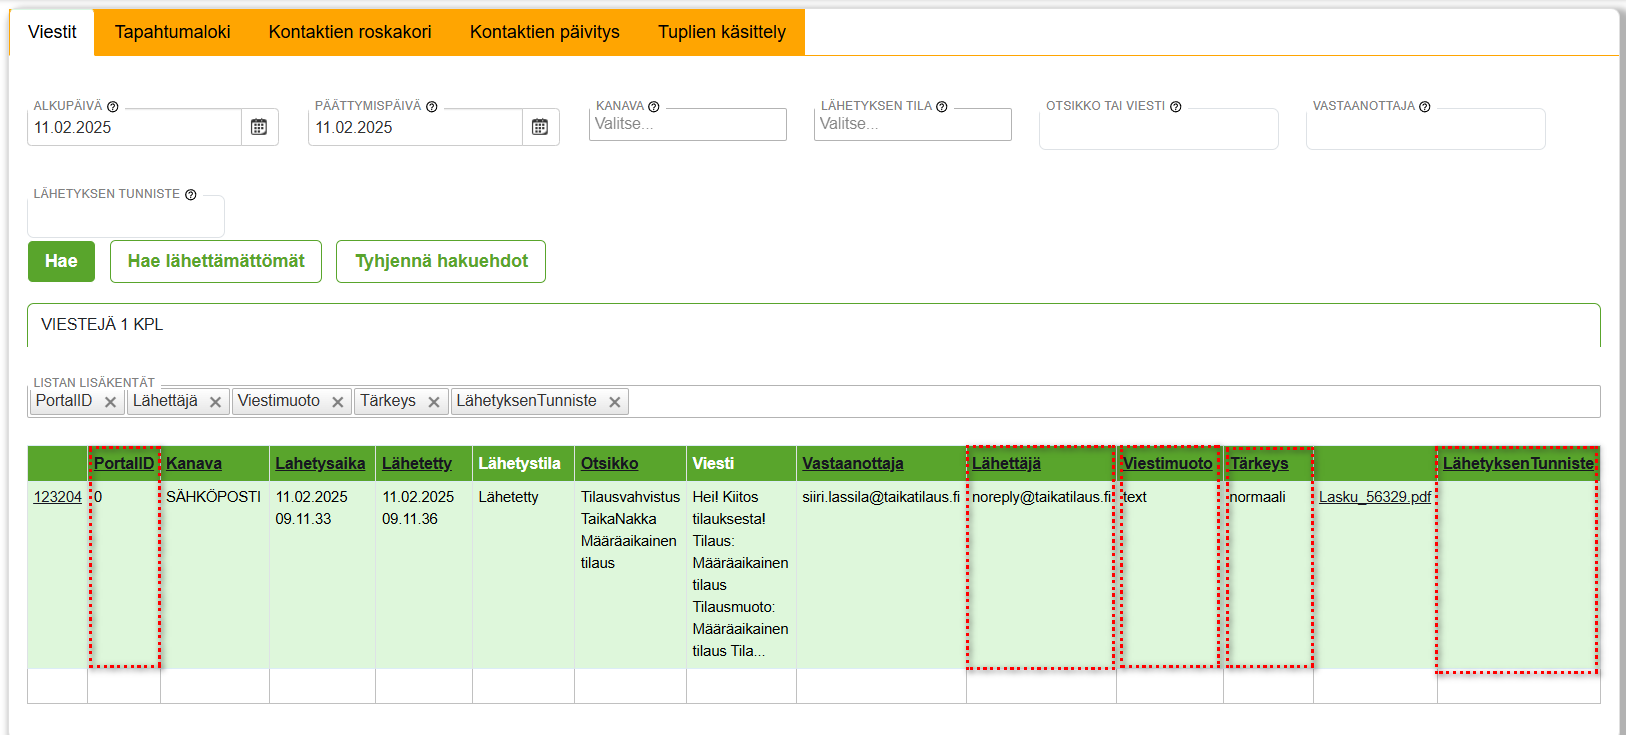 Viestit Tapahtumaloki Kontaktien roskakori Kontaktien päivitys Tuplien käsittely
ALKUPÄIVÄ PÄÄTTYMISPÄIVÄ KANAVA LÄHETYKSEN TILA OTSIKKO TAI VIESTI VASTAANOTTAJA
11.02.2025 11.02.2025 Valitse... Valitse...
LÄHETYKSEN TUNNISTE
Hae Hae lähettämättömät Tyhjennä hakuehdot
VIESTEJÄ 1 KPL
LISTAN LISÄKENTÄT
PortalID Lähettäjä Viestimuoto Tärkeys LähetyksenTunniste
PortalID Kanava Lahetysaika Lähetetty Lähetystila Otsikko Viesti Vastaanottaja Lähettäjä Viestimuoto Tärkeys LähetyksenTunniste
123204 0 SÄHKÖPOSTI 11.02.2025 11.02.2025 Lähetetty Tilausvahvistus Hei! Kiitos siiri.lassila@taikatilaus.fi noreply@taikatilaus.fi text normaali Lasku_56329.pdf
09.11.33 09.11.36 TaikaNakka tilauksesta!
Määräaikainen Tilaus:
tilaus Määräaikainen
tilaus
Tilausmuoto:
Määräaikainen
tilaus Tila...